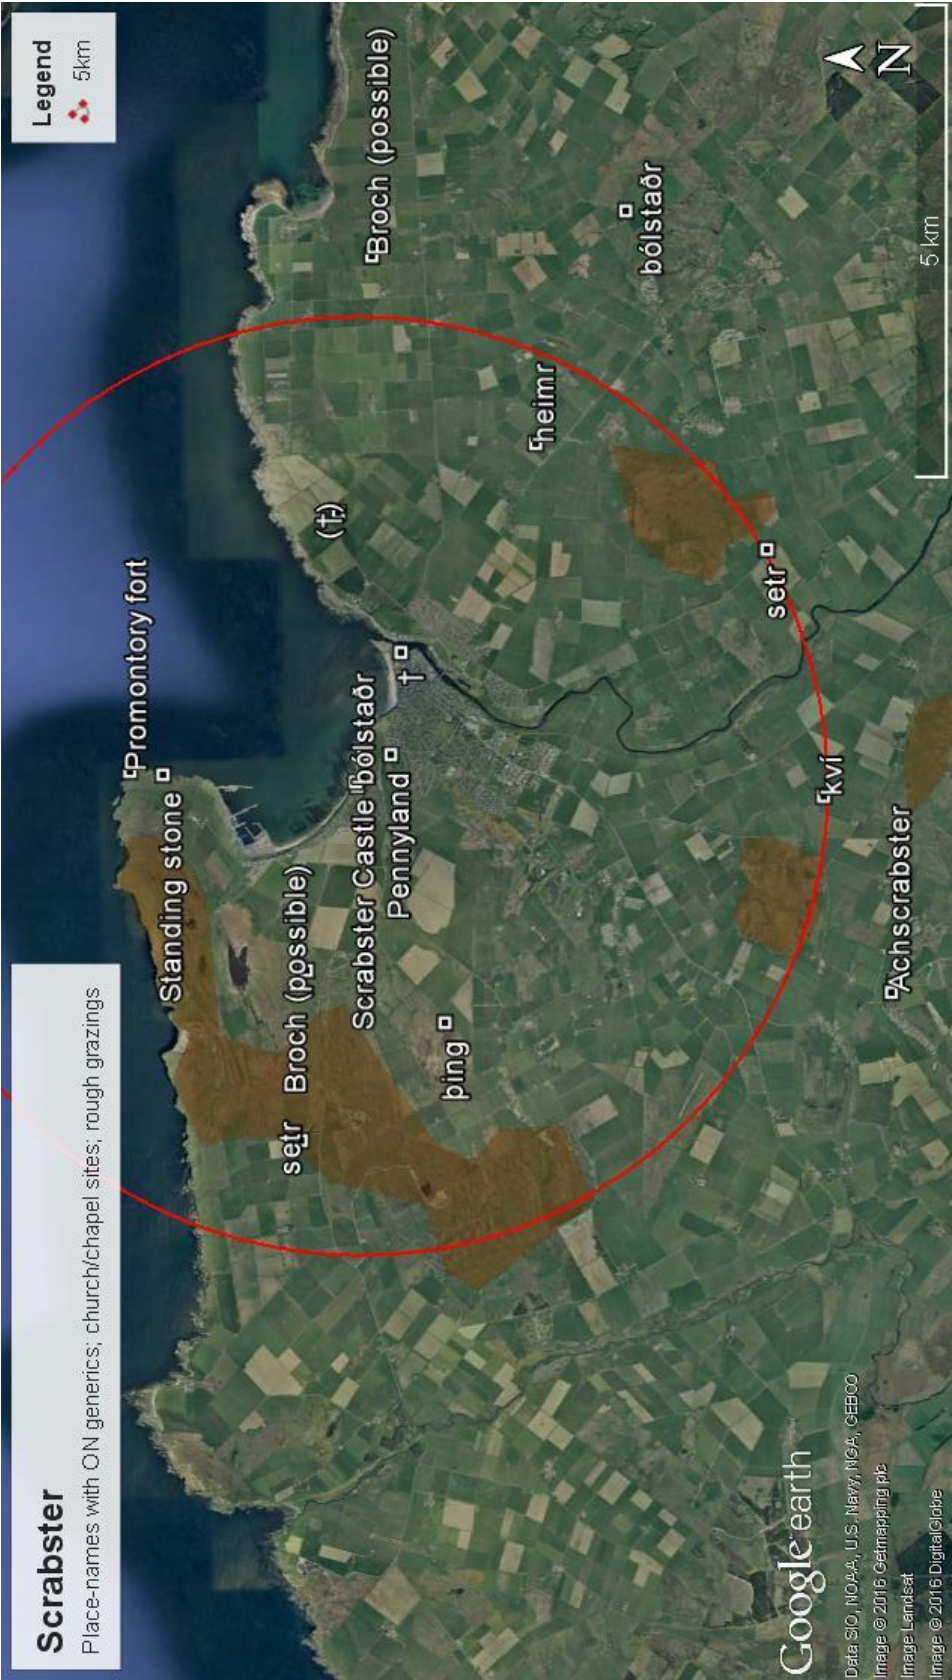 Scrabster
Place-names with ON generics; church/chapel sites; rough grazings
Legend
5km
Promontory fort
Standing stone
Broch (possible)
setr
Broch (possible)
(†)
Scrabster Castle
bólstaðr
†
Pennyland
þing
heimr
bólstaðr
setr
kví
Achscrabster
N
5 km
Google earth
Data SIO, NOAA, U.S. Navy, NGA, GEBCO
Image © 2016 Getmapping plc
Image Landsat
Image © 2016 DigitalGlobe